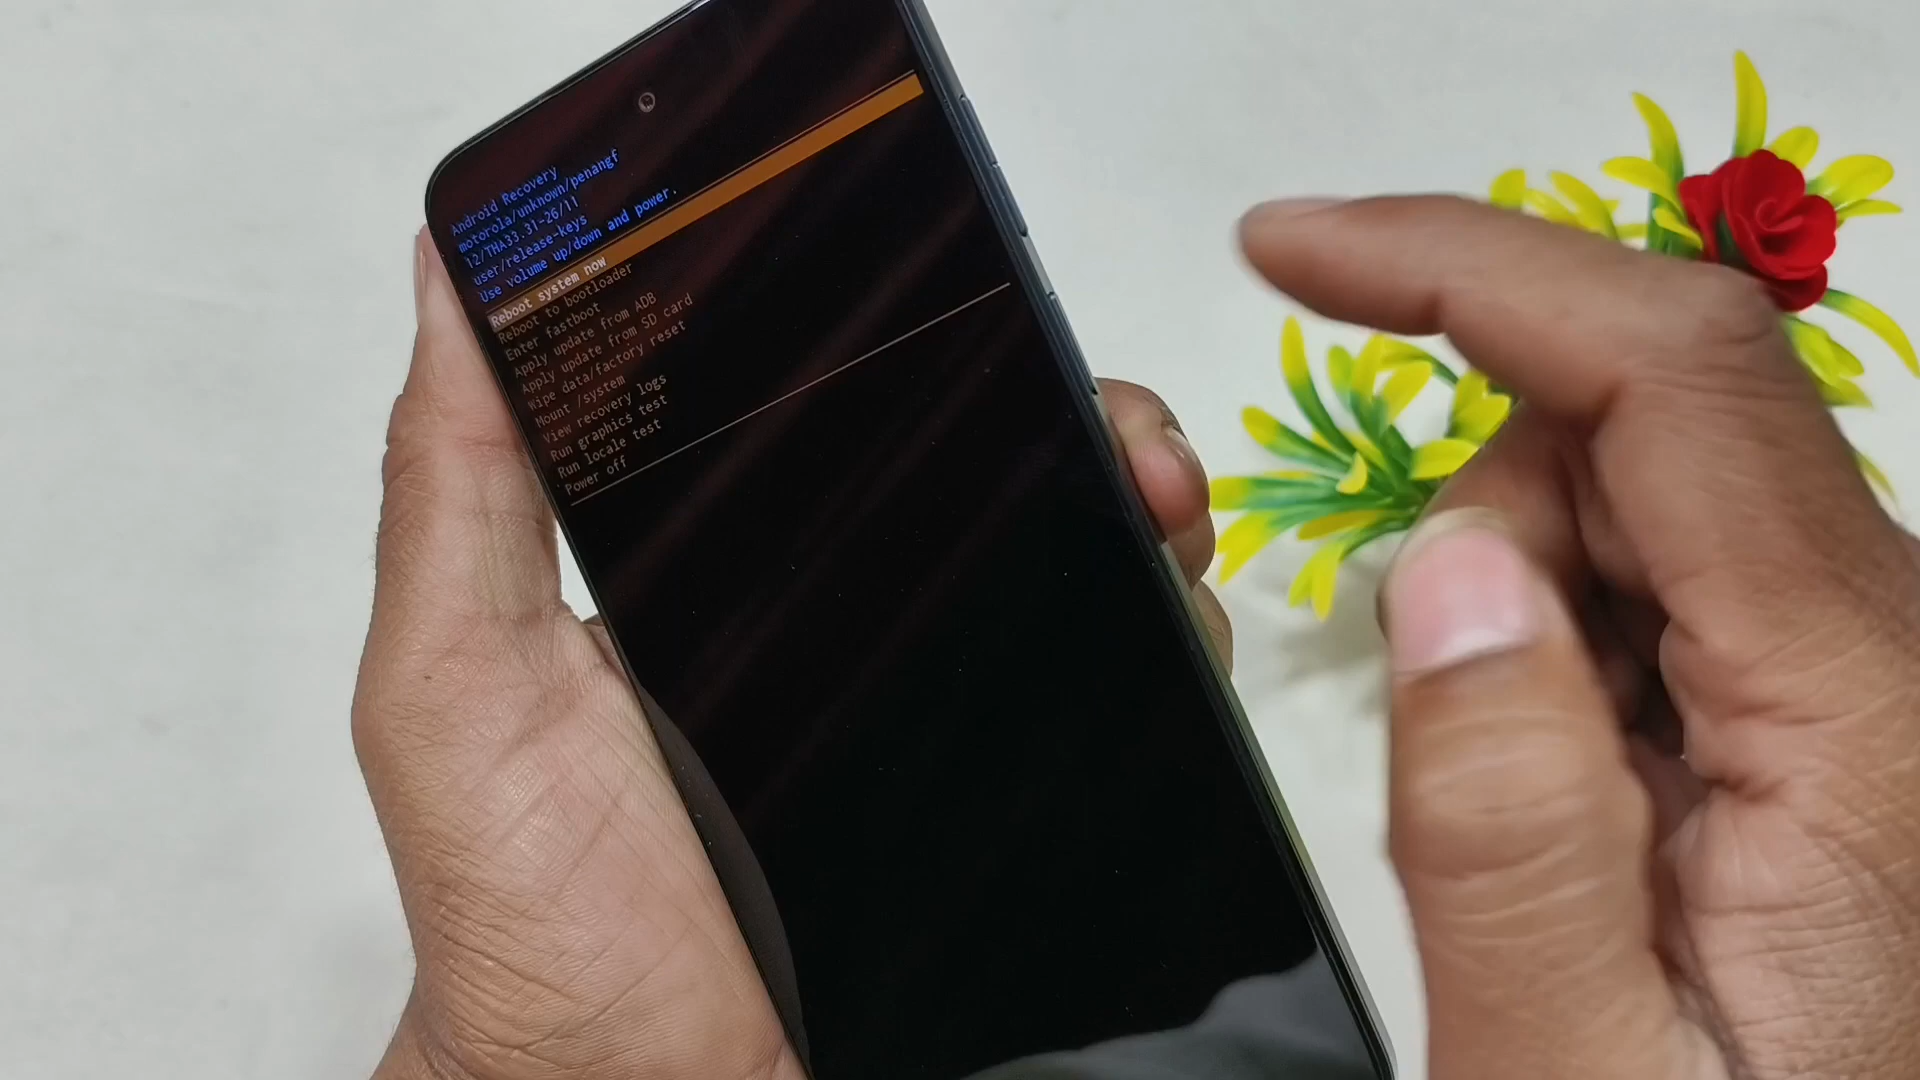 Android Recovery
motorola/unknown/penangf
12/THA33.31-26/11
user/release-keys
Use volume up/down and power.
Reboot system now
Reboot to bootloader
Enter fastboot
Apply update from ADB
Apply update from SD card
Wipe data/factory reset
Mount /system
View recovery logs
Run graphics test
Run locale test
Power off